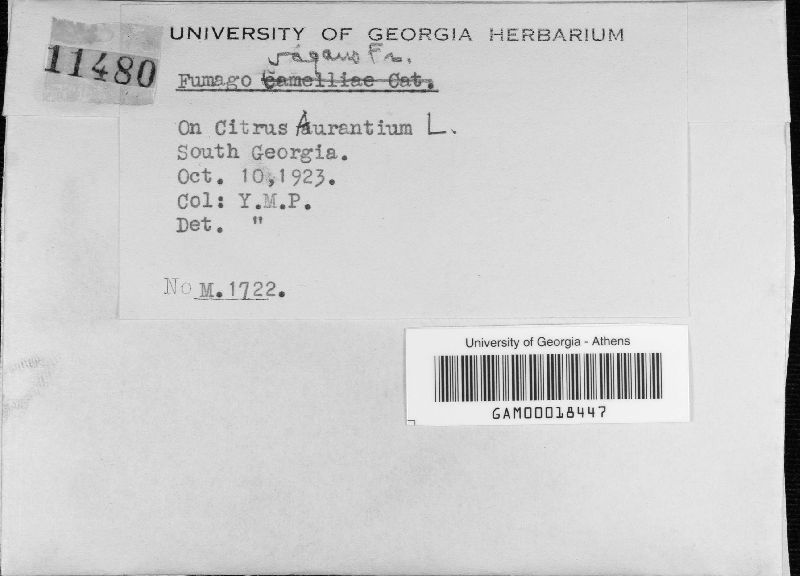 11480
UNIVERSITY OF GEORGIA HERBARIUM
vagans Fr.
Fumago Camelliae Cat.
On Citrus Aurantium L.
South Georgia.
Oct. 10,1923.
Col: Y.M.P.
Det. "
No M.1722.
University of Georgia - Athens
GAM00018447